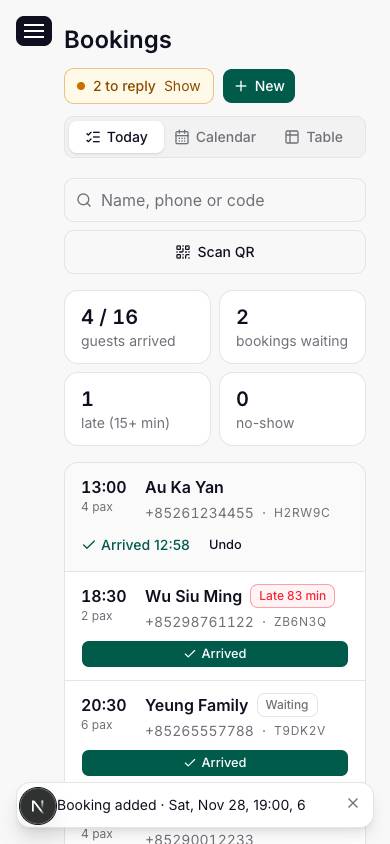 Bookings
2 to reply Show
New
Today Calendar Table
Name, phone or code
Scan QR
4 / 16
guests arrived
2
bookings waiting
1
late (15+ min)
0
no-show
13:00 Au Ka Yan
4 pax +85261234455 · H2RW9C
Arrived 12:58 Undo
18:30 Wu Siu Ming Late 83 min
2 pax +85298761122 · ZB6N3Q
Arrived
20:30 Yeung Family Waiting
6 pax +85265557788 · T9DK2V
Arrived
N Booking added · Sat, Nov 28, 19:00, 6
4 pax +85290012233